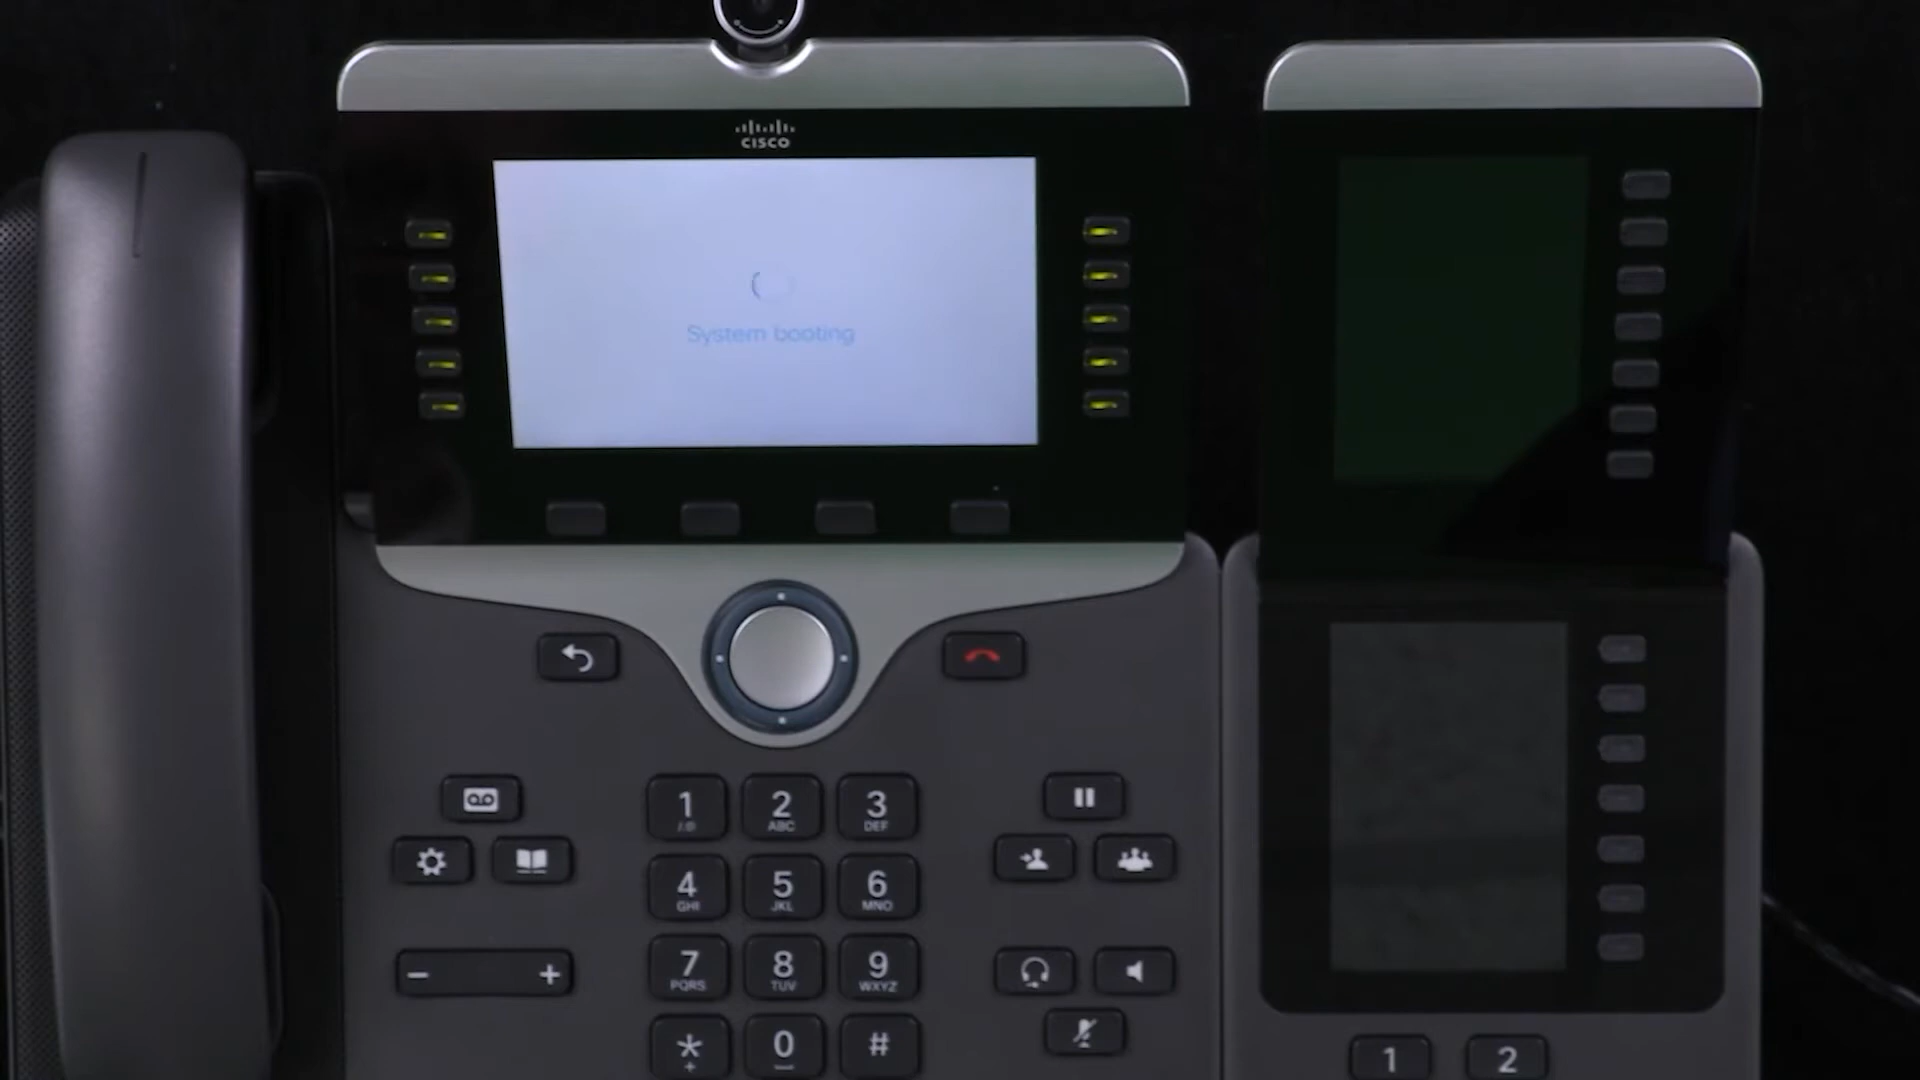 CISCO
System booting
1
2
ABC
3
DEF
4
GHI
5
JKL
6
MNO
7
PQRS
8
TUV
9
WXYZ
*
+
0
#
− +
1 2